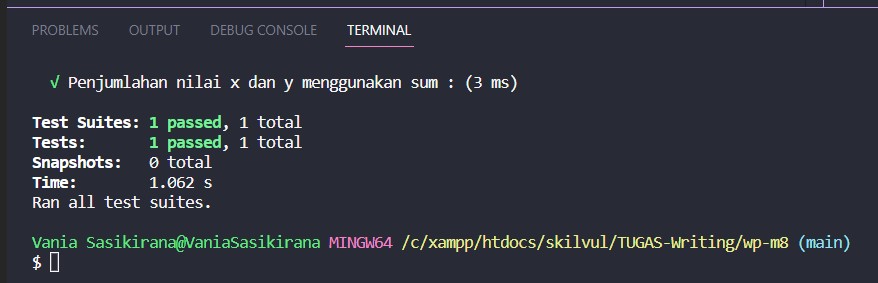 PROBLEMS OUTPUT DEBUG CONSOLE TERMINAL
√ Penjumlahan nilai x dan y menggunakan sum : (3 ms)
Test Suites: 1 passed, 1 total
Tests: 1 passed, 1 total
Snapshots: 0 total
Time: 1.062 s
Ran all test suites.
Vania Sasikirana@VaniaSasikirana MINGW64 /c/xampp/htdocs/skilvul/TUGAS-Writing/wp-m8 (main)
$